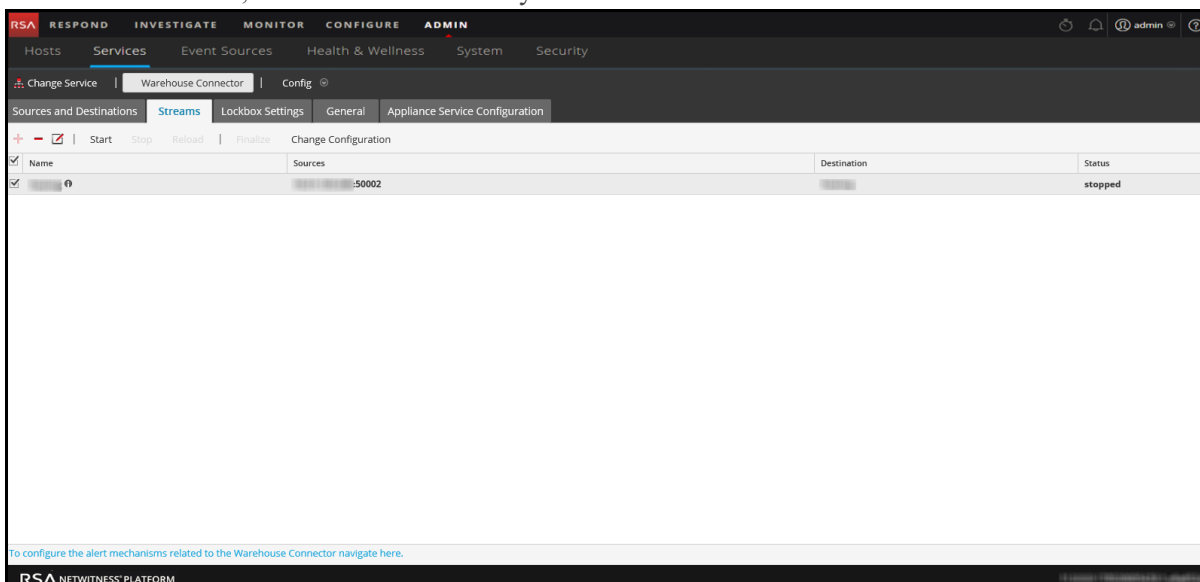 RSA RESPOND INVESTIGATE MONITOR CONFIGURE ADMIN admin
Hosts Services Event Sources Health & Wellness System Security
Change Service | Warehouse Connector | Config
Sources and Destinations Streams Lockbox Settings General Appliance Service Configuration
Start Stop Reload | Finalize Change Configuration
Name Sources Destination Status
:50002 stopped
To configure the alert mechanisms related to the Warehouse Connector navigate here.
RSA NETWITNESS® PLATFORM